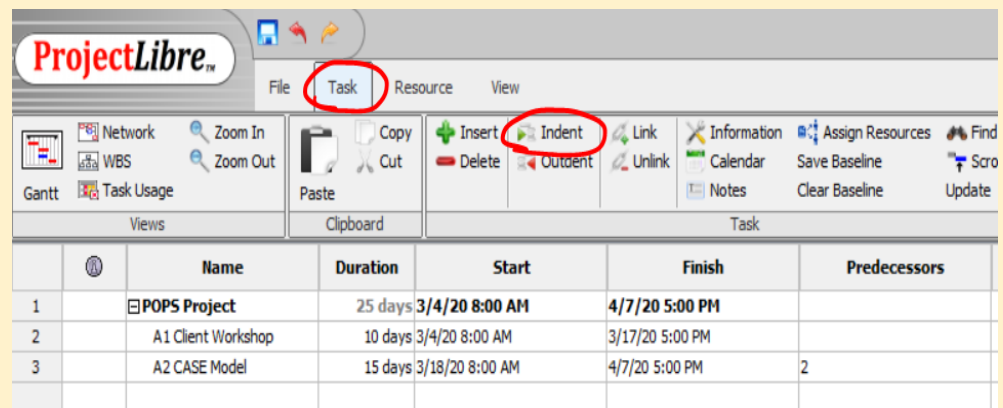 ProjectLibre™
File Task Resource View
Network Zoom In Copy Insert Indent Link Information Assign Resources Find
WBS Zoom Out Cut Delete Outdent Unlink Calendar Save Baseline Scro
Gantt Task Usage Paste Notes Clear Baseline Update
Views Clipboard Task
Name Duration Start Finish Predecessors
1 POPS Project 25 days 3/4/20 8:00 AM 4/7/20 5:00 PM
2 A1 Client Workshop 10 days 3/4/20 8:00 AM 3/17/20 5:00 PM
3 A2 CASE Model 15 days 3/18/20 8:00 AM 4/7/20 5:00 PM 2